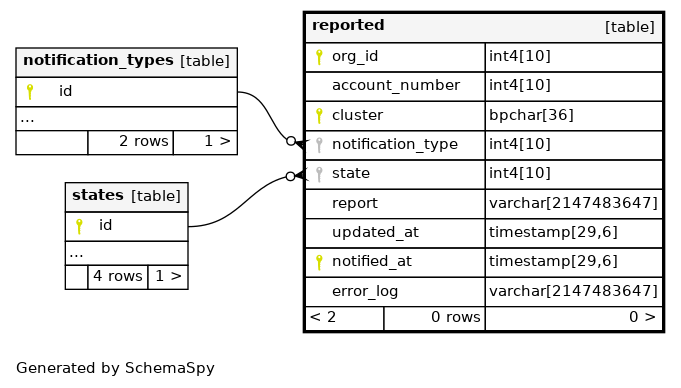 notification_types [table]
id
...
2 rows 1 >
states [table]
id
...
4 rows 1 >
reported [table]
org_id int4[10]
account_number int4[10]
cluster bpchar[36]
notification_type int4[10]
state int4[10]
report varchar[2147483647]
updated_at timestamp[29,6]
notified_at timestamp[29,6]
error_log varchar[2147483647]
< 2 0 rows 0 >
Generated by SchemaSpy